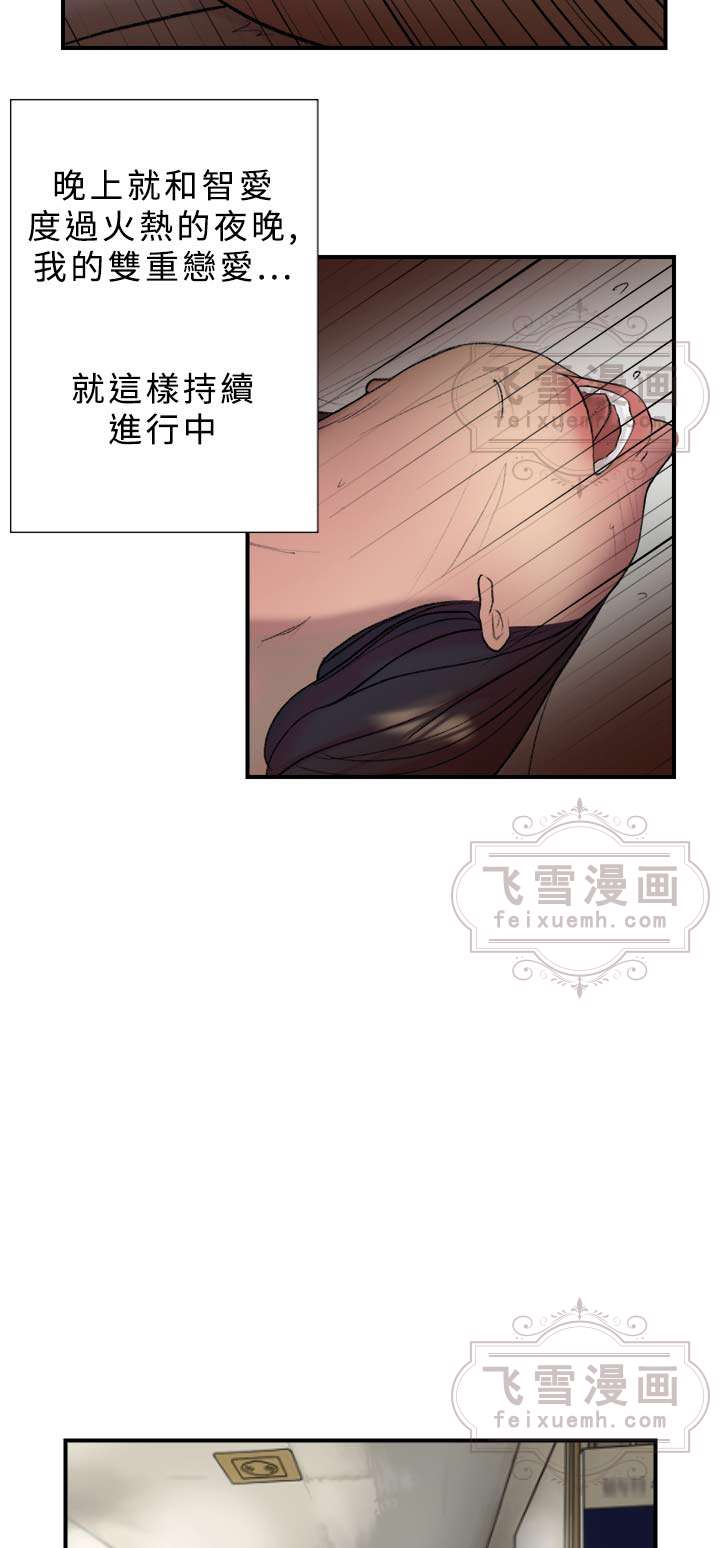 晚上就和智愛
度過火熱的夜晚,
我的雙重戀愛...
就這樣持續
進行中
飞雪漫画
feixuemh.com
飞雪漫画
feixuemh.com
飞雪漫画
feixuemh.com